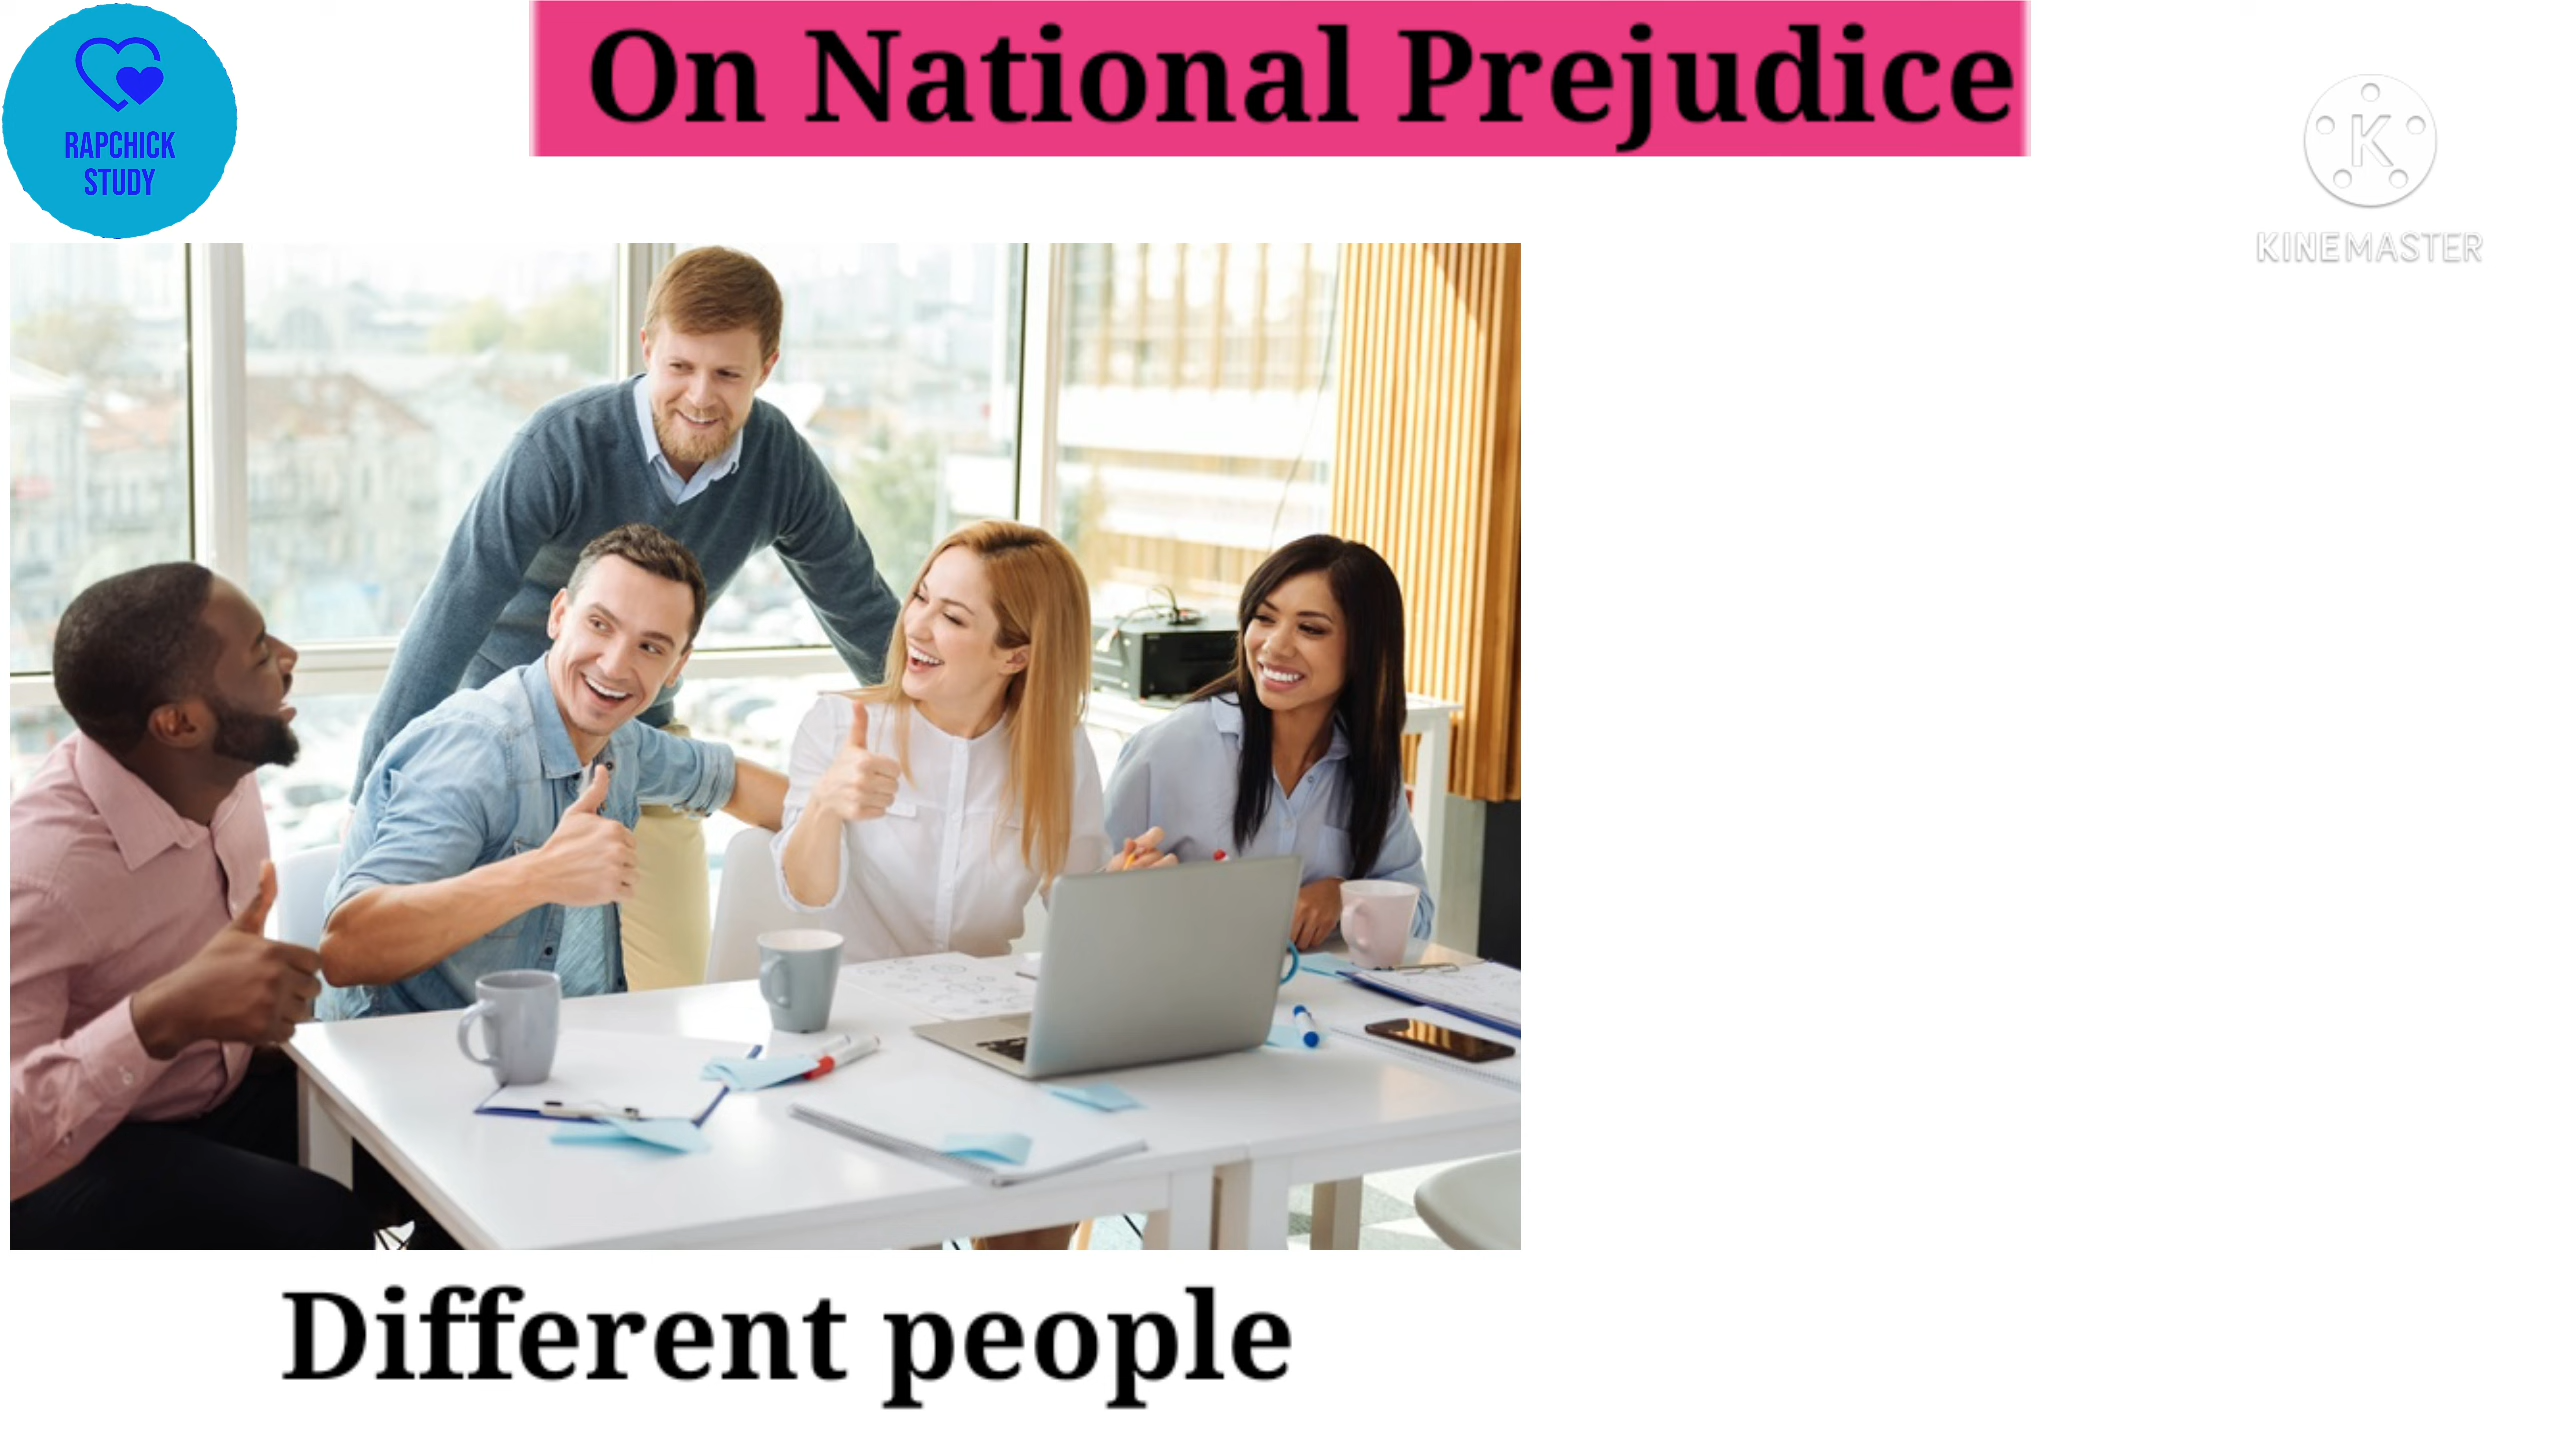 On National Prejudice
RAPCHICK
STUDY
K
KINEMASTER
Different people